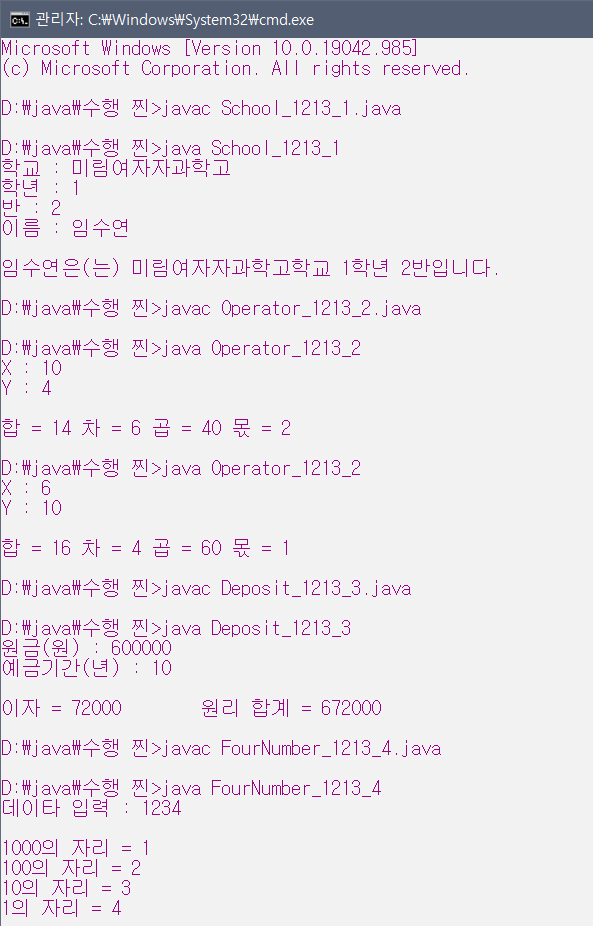 관리자: C:\Windows\System32\cmd.exe
Microsoft Windows [Version 10.0.19042.985]
(c) Microsoft Corporation. All rights reserved.
D:₩java₩수행 찐>javac School_1213_1.java
D:₩java₩수행 찐>java School_1213_1
학교 : 미림여자자과학고
학년 : 1
반 : 2
이름 : 임수연
임수연은(는) 미림여자자과학고학교 1학년 2반입니다.
D:₩java₩수행 찐>javac Operator_1213_2.java
D:₩java₩수행 찐>java Operator_1213_2
X : 10
Y : 4
합 = 14 차 = 6 곱 = 40 몫 = 2
D:₩java₩수행 찐>java Operator_1213_2
X : 6
Y : 10
합 = 16 차 = 4 곱 = 60 몫 = 1
D:₩java₩수행 찐>javac Deposit_1213_3.java
D:₩java₩수행 찐>java Deposit_1213_3
원금(원) : 600000
예금기간(년) : 10
이자 = 72000 원리 합계 = 672000
D:₩java₩수행 찐>javac FourNumber_1213_4.java
D:₩java₩수행 찐>java FourNumber_1213_4
데이타 입력 : 1234
1000의 자리 = 1
100의 자리 = 2
10의 자리 = 3
1의 자리 = 4